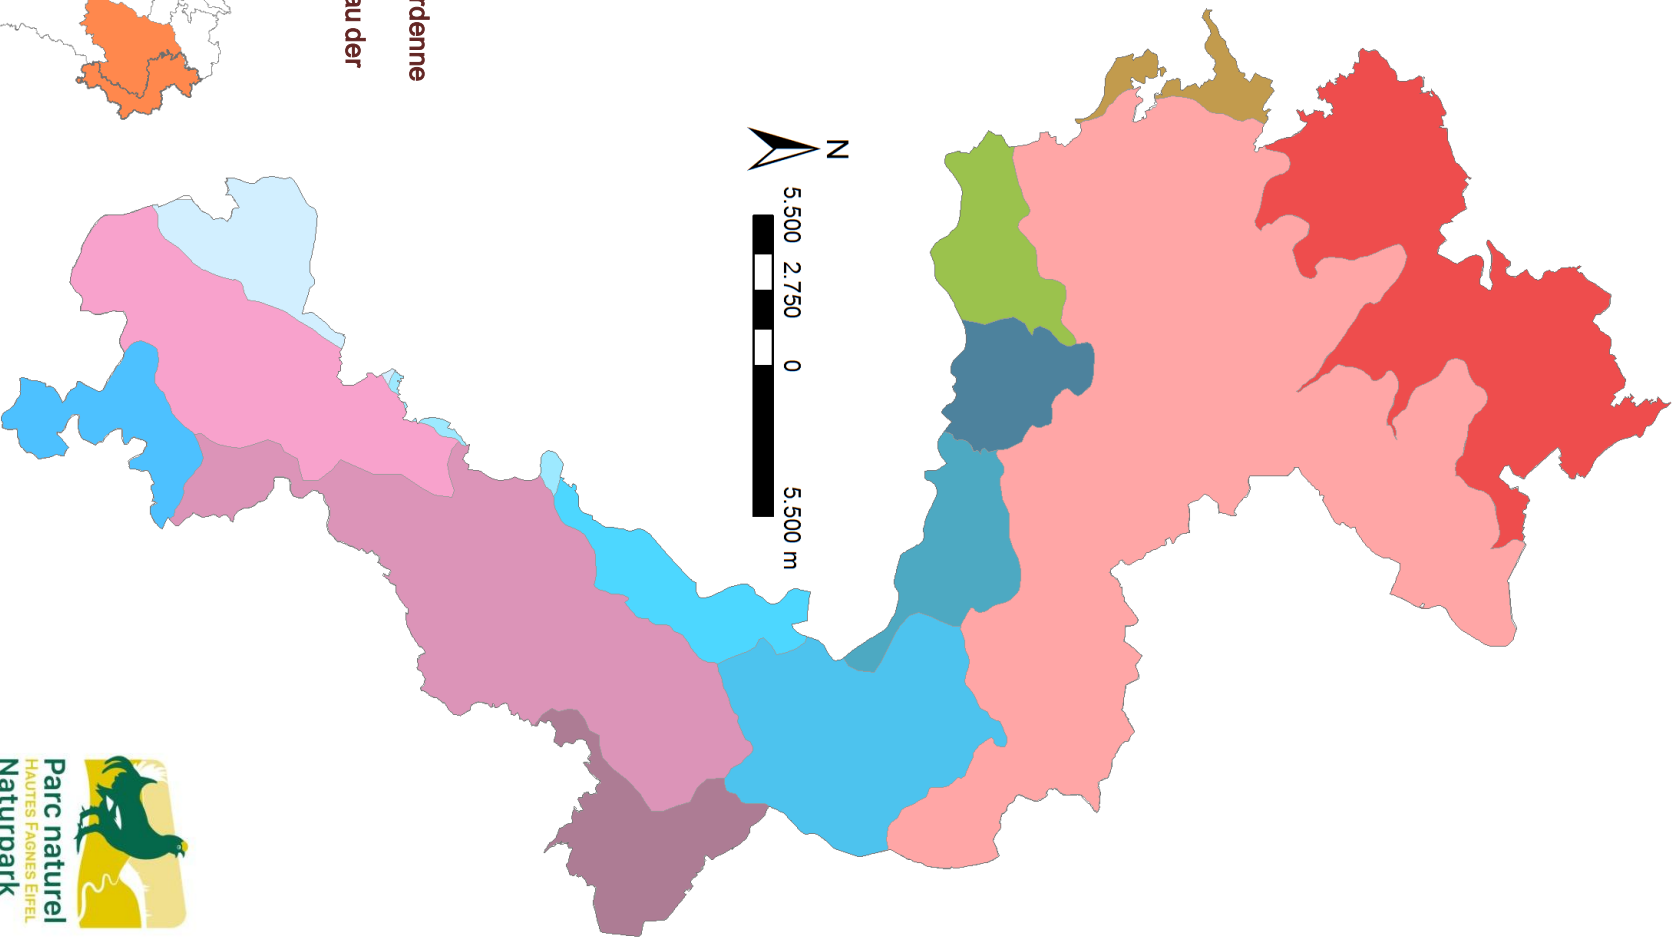 rdenne
au der
N
5.500 2.750 0 5.500 m
Parc naturel
HAUTES FAGNES EIFEL
Naturpark